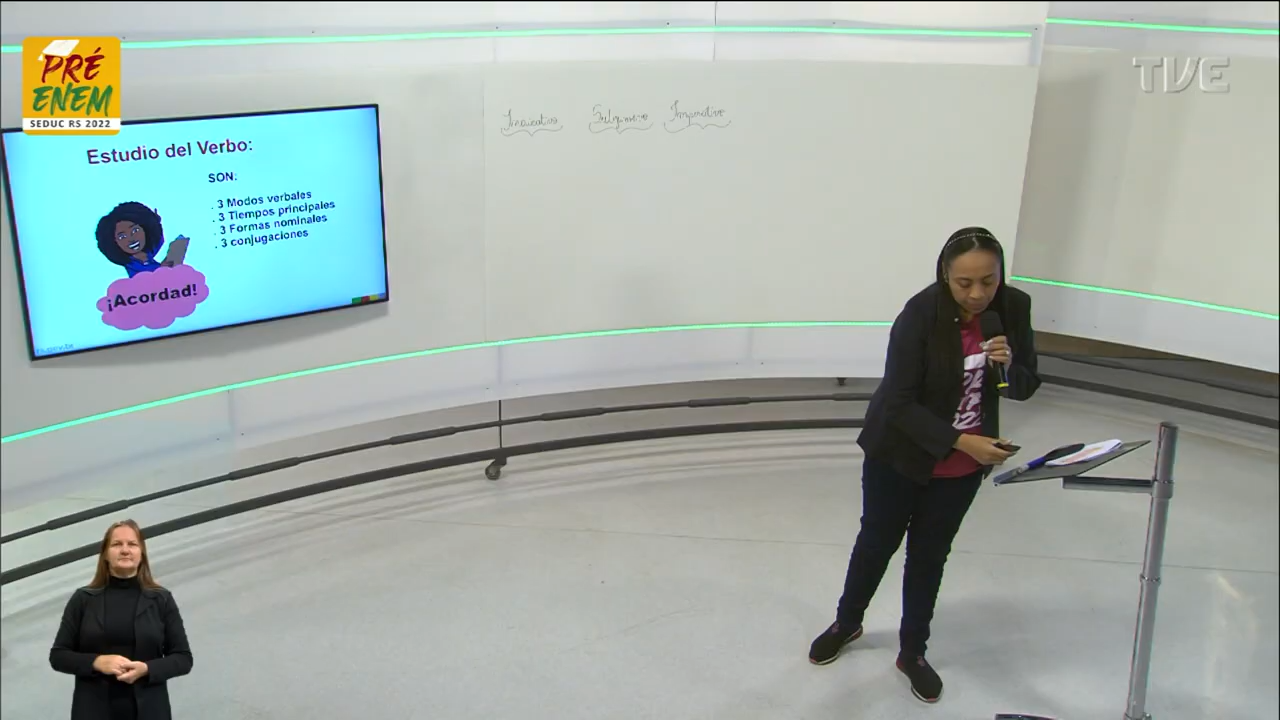 PRÉ
ENEM
SEDUC RS 2022
TVE
Indicativo Subjuntivo Imperativo
Estudio del Verbo:
SON:
. 3 Modos verbales
. 3 Tiempos principales
. 3 Formas nominales
. 3 conjugaciones
¡Acordad!